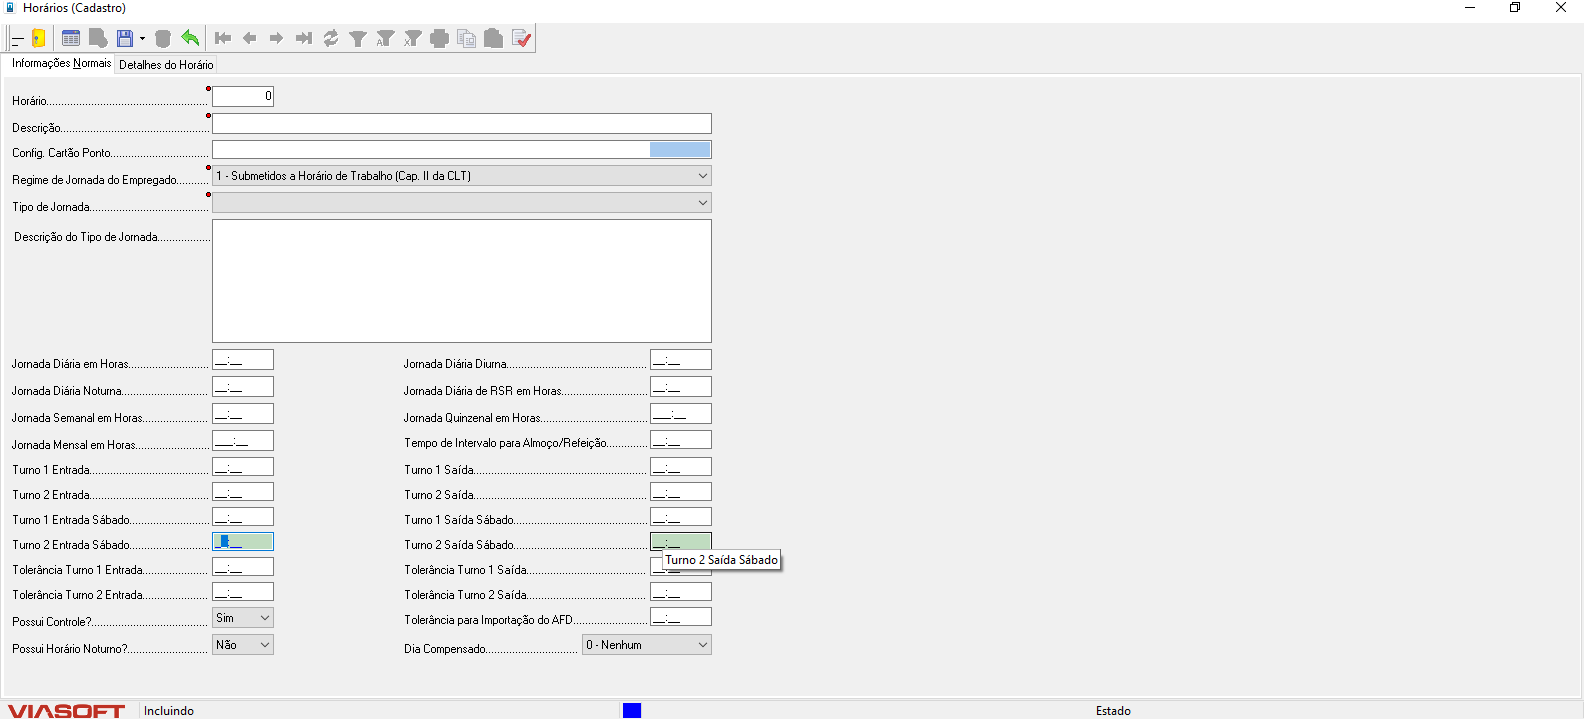 Horários (Cadastro)
Informações Normais Detalhes do Horário
Horário 0
Descrição
Config. Cartão Ponto
Regime de Jornada do Empregado 1 - Submetidos a Horário de Trabalho (Cap. II da CLT)
Tipo de Jornada
Descrição do Tipo de Jornada
Jornada Diária em Horas __:__ Jornada Diária Diurna __:__
Jornada Diária Noturna __:__ Jornada Diária de RSR em Horas __:__
Jornada Semanal em Horas __:__ Jornada Quinzenal em Horas ___:__
Jornada Mensal em Horas ___:__ Tempo de Intervalo para Almoço/Refeição __:__
Turno 1 Entrada __:__ Turno 1 Saída __:__
Turno 2 Entrada __:__ Turno 2 Saída __:__
Turno 1 Entrada Sábado __:__ Turno 1 Saída Sábado __:__
Turno 2 Entrada Sábado __:__ Turno 2 Saída Sábado __:__
Turno 2 Saída Sábado
Tolerância Turno 1 Entrada __:__ Tolerância Turno 1 Saída __:__
Tolerância Turno 2 Entrada __:__ Tolerância Turno 2 Saída __:__
Possui Controle? Sim Tolerância para Importação do AFD __:__
Possui Horário Noturno? Não Dia Compensado 0 - Nenhum
VIASOFT Incluindo Estado